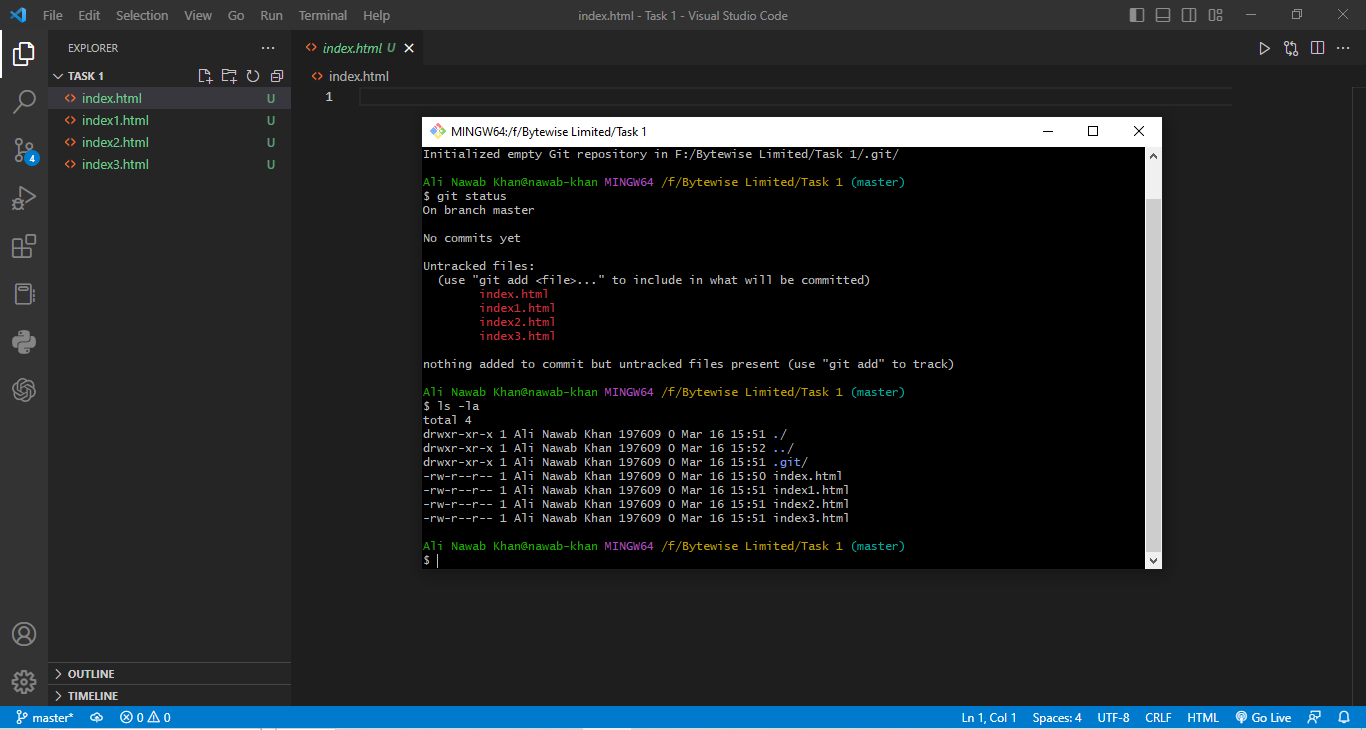 File Edit Selection View Go Run Terminal Help
index.html - Task 1 - Visual Studio Code
EXPLORER
TASK 1
index.html U
index1.html U
index2.html U
index3.html U
4
OUTLINE
TIMELINE
index.html U
index.html
1
MINGW64:/f/Bytewise Limited/Task 1
Initialized empty Git repository in F:/Bytewise Limited/Task 1/.git/
Ali Nawab Khan@nawab-khan MINGW64 /f/Bytewise Limited/Task 1 (master)
$ git status
On branch master
No commits yet
Untracked files:
(use "git add <file>..." to include in what will be committed)
index.html
index1.html
index2.html
index3.html
nothing added to commit but untracked files present (use "git add" to track)
Ali Nawab Khan@nawab-khan MINGW64 /f/Bytewise Limited/Task 1 (master)
$ ls -la
total 4
drwxr-xr-x 1 Ali Nawab Khan 197609 0 Mar 16 15:51 ./
drwxr-xr-x 1 Ali Nawab Khan 197609 0 Mar 16 15:52 ../
drwxr-xr-x 1 Ali Nawab Khan 197609 0 Mar 16 15:51 .git/
-rw-r--r-- 1 Ali Nawab Khan 197609 0 Mar 16 15:50 index.html
-rw-r--r-- 1 Ali Nawab Khan 197609 0 Mar 16 15:51 index1.html
-rw-r--r-- 1 Ali Nawab Khan 197609 0 Mar 16 15:51 index2.html
-rw-r--r-- 1 Ali Nawab Khan 197609 0 Mar 16 15:51 index3.html
Ali Nawab Khan@nawab-khan MINGW64 /f/Bytewise Limited/Task 1 (master)
$
master* 0 0 Ln 1, Col 1 Spaces: 4 UTF-8 CRLF HTML Go Live